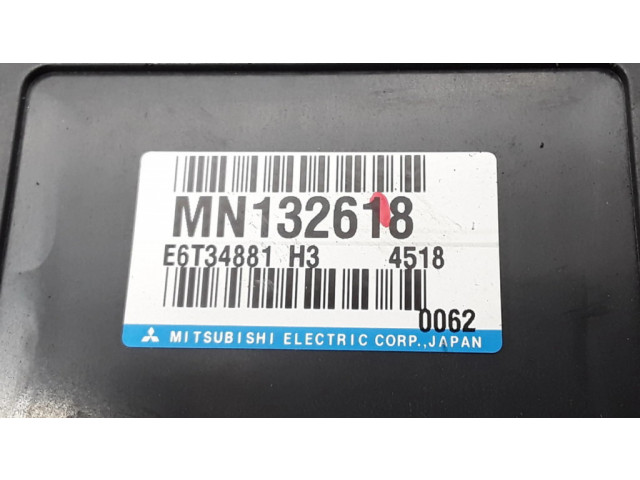 MN132618
E6T34881 H3 4518
0062
MITSUBISHI ELECTRIC CORP.,JAPAN